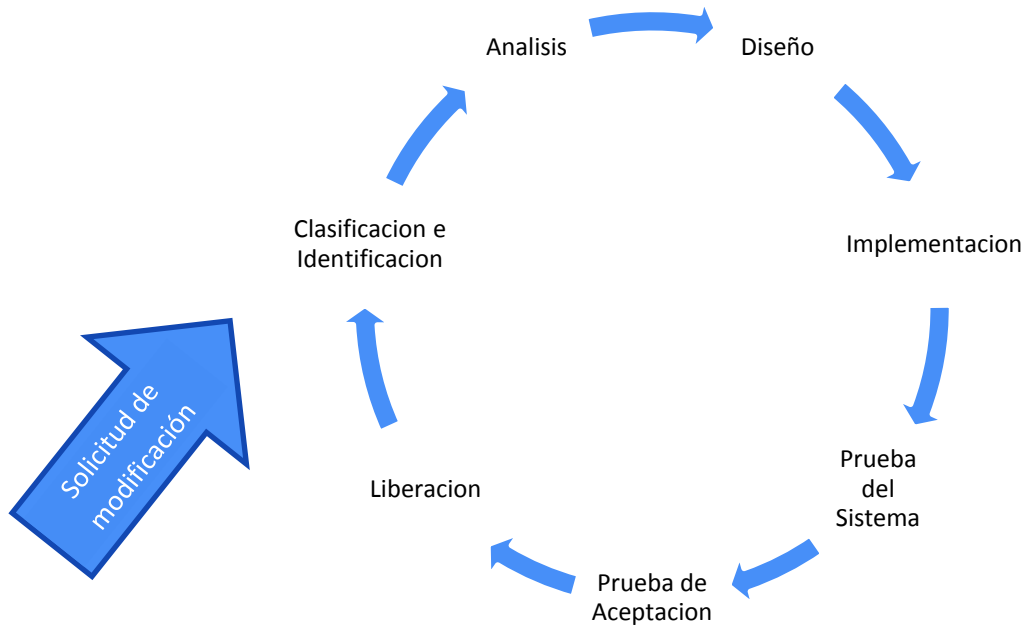 Analisis
Diseño
Implementacion
Prueba
del
Sistema
Prueba de
Aceptacion
Liberacion
Clasificacion e
Identificacion
Solicitud de
modificación